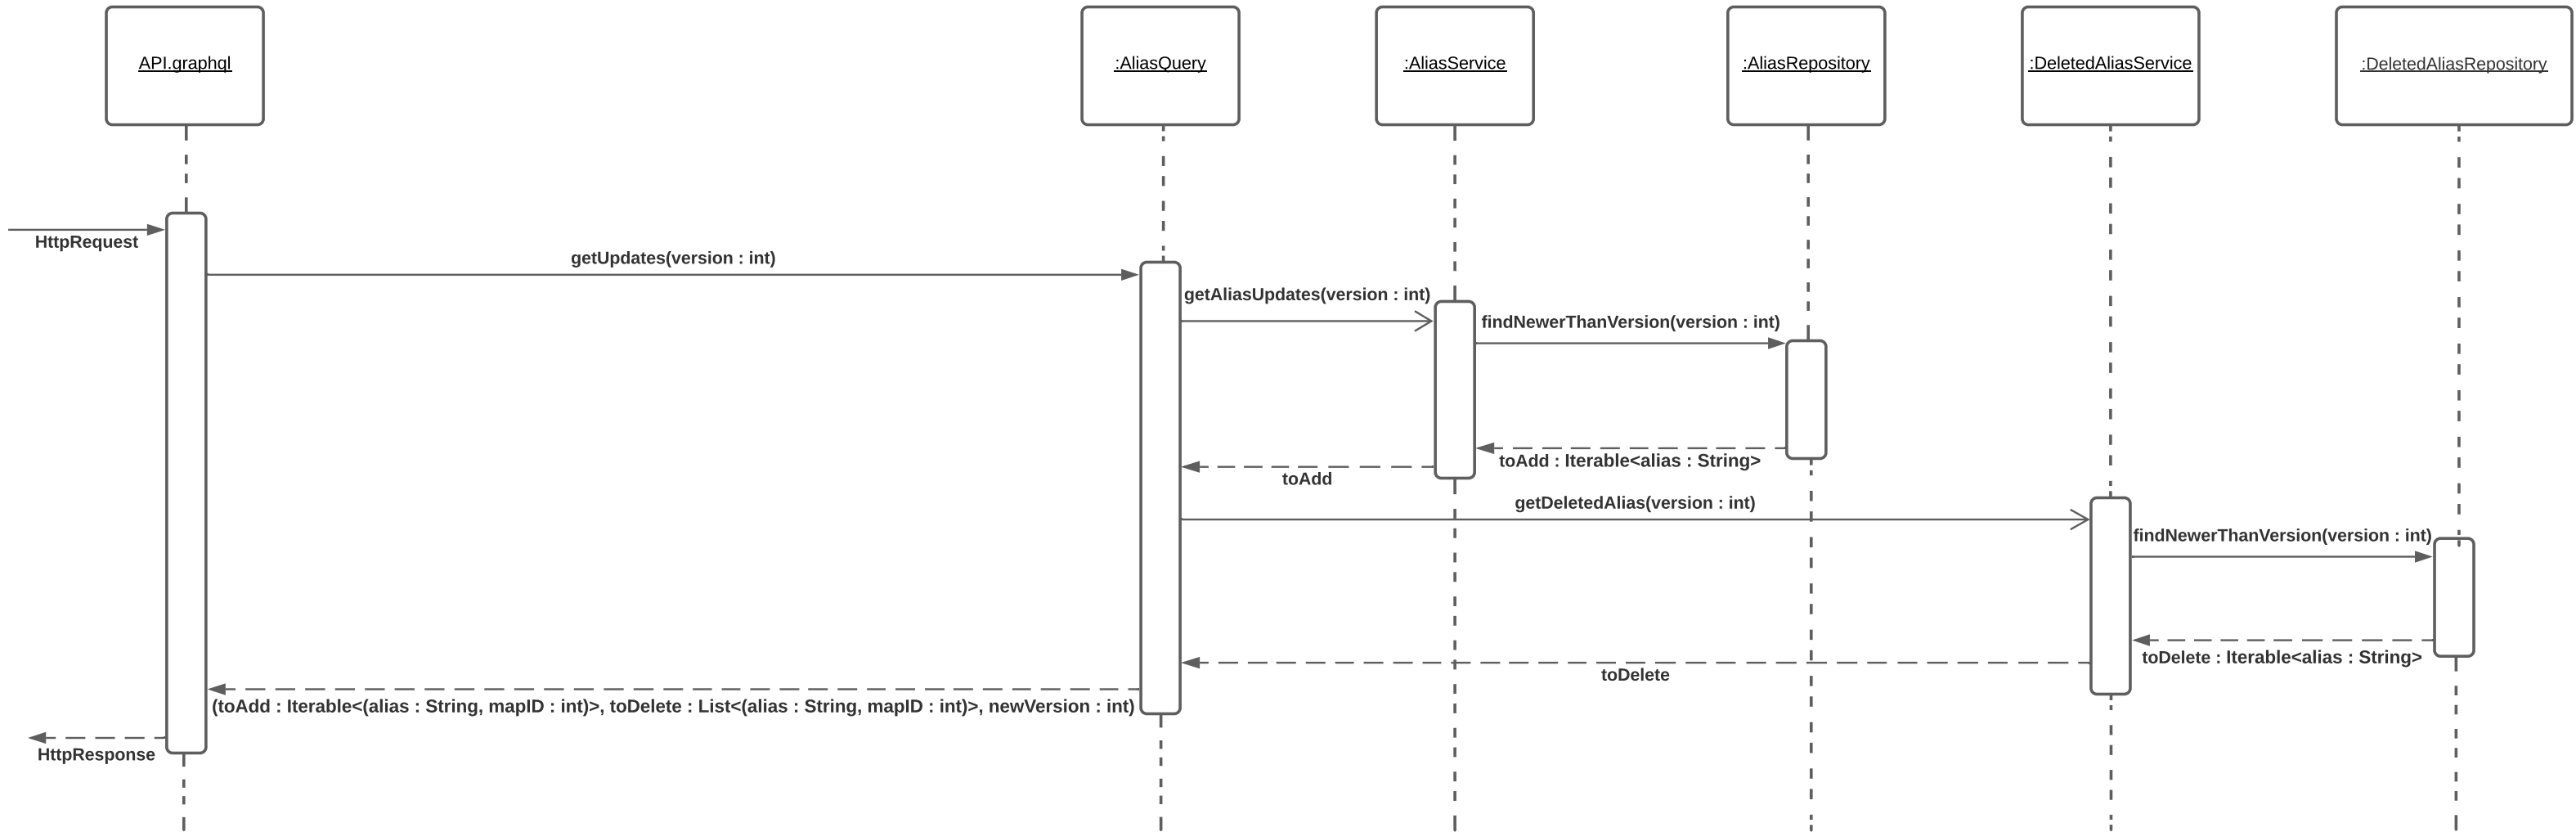 API.graphql
:AliasQuery
:AliasService
:AliasRepository
:DeletedAliasService
:DeletedAliasRepository
HttpRequest
getUpdates(version : int)
getAliasUpdates(version : int)
findNewerThanVersion(version : int)
toAdd : Iterable<alias : String>
toAdd
getDeletedAlias(version : int)
findNewerThanVersion(version : int)
toDelete : Iterable<alias : String>
toDelete
(toAdd : Iterable<(alias : String, mapID : int)>, toDelete : List<(alias : String, mapID : int)>, newVersion : int)
HttpResponse